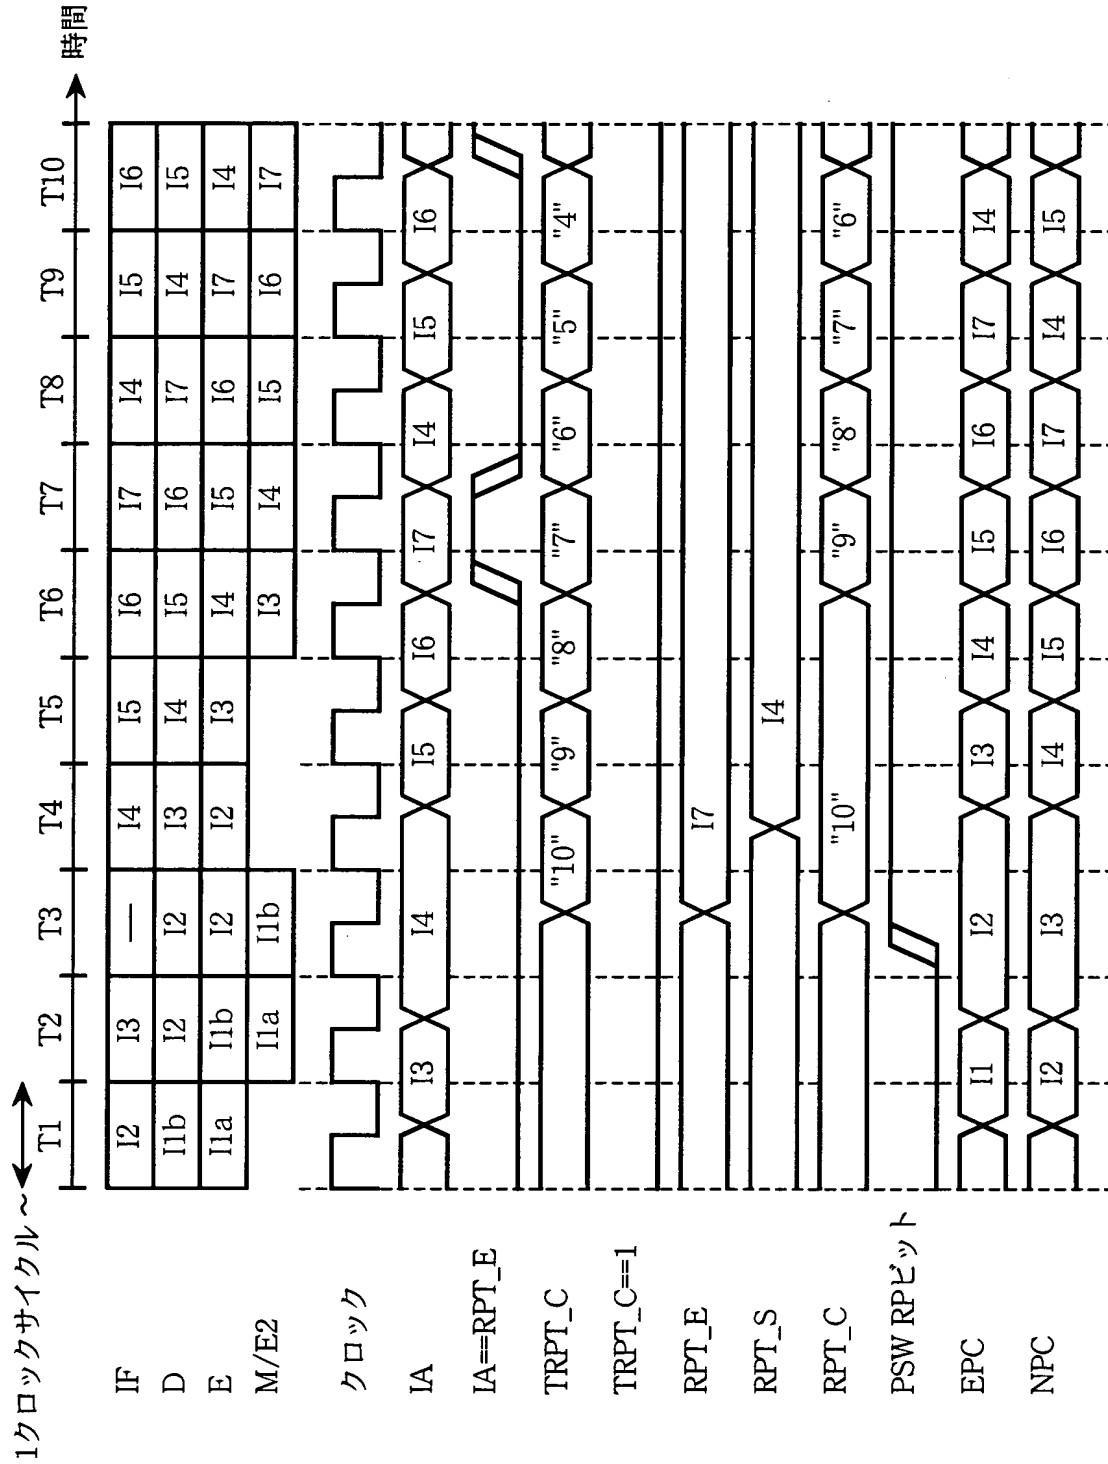 1クロックサイクル~
T1 T2 T3 T4 T5 T6 T7 T8 T9 T10 時間
IF I2 I3 — I4 I5 I6 I7 I4 I5 I6
D I1b I2 I2 I3 I4 I5 I6 I7 I4 I5
E I1a I1b I2 I2 I3 I4 I5 I6 I7 I4
M/E2 I1a I1b I3 I4 I5 I6 I7
クロック
IA I3 I4 I5 I6 I7 I4 I5 I6
IA==RPT_E
TRPT_C "10" "9" "8" "7" "6" "5" "4"
TRPT_C==1
RPT_E I7
RPT_S I4
RPT_C "10" "9" "8" "7" "6"
PSW RPビット
EPC I1 I2 I3 I4 I5 I6 I7 I4
NPC I2 I3 I4 I5 I6 I7 I4 I5